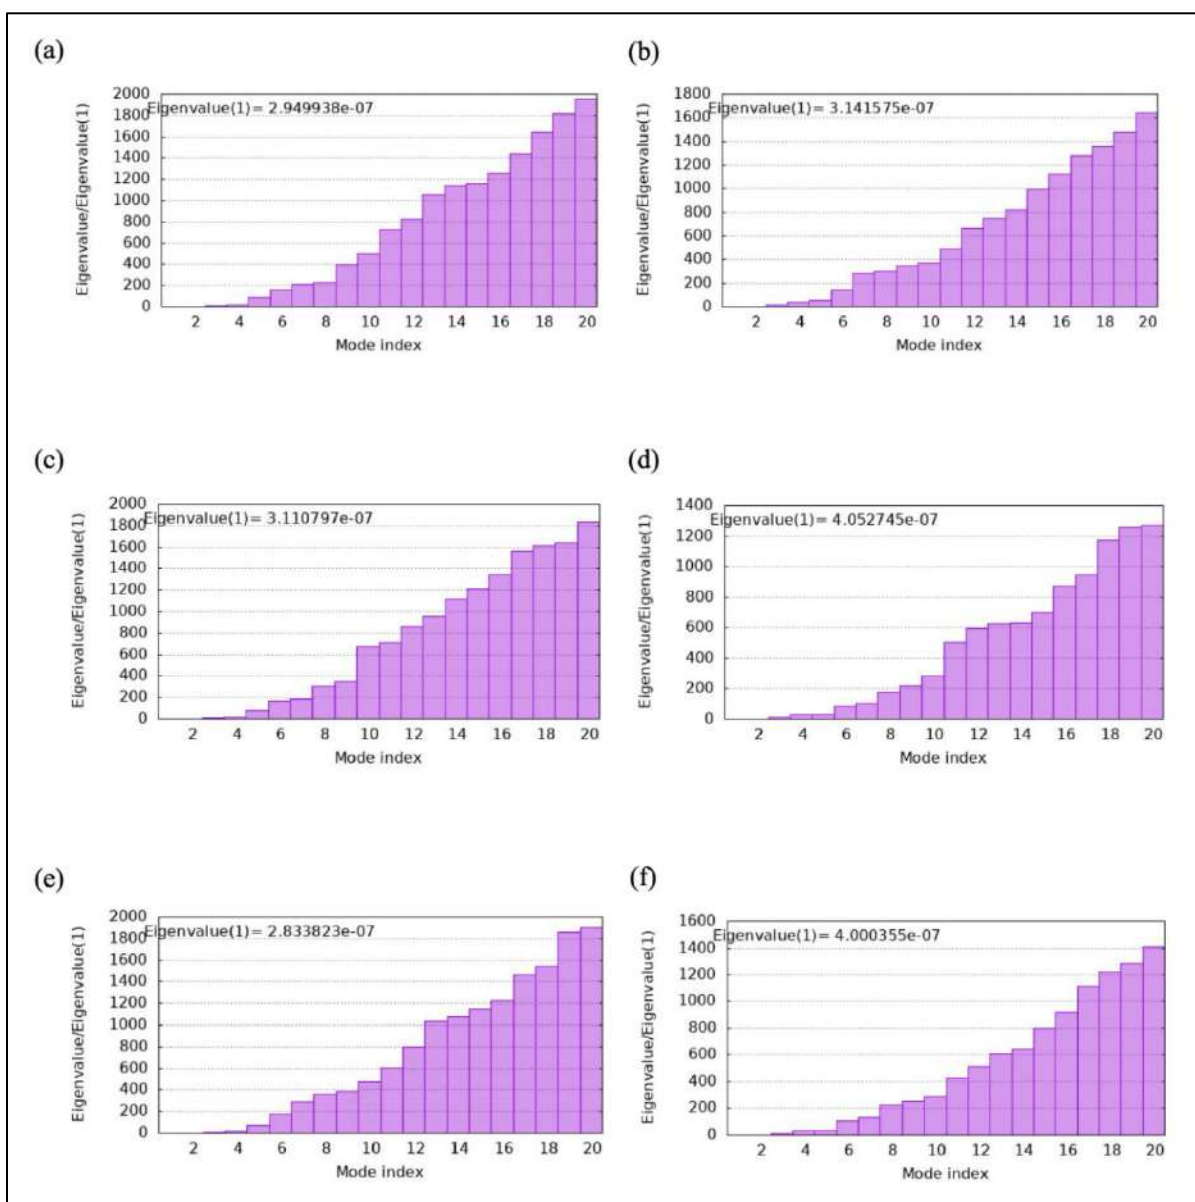 (a)
Eigenvalue(1)= 2.949938e-07
Eigenvalue/Eigenvalue(1)
2000
1800
1600
1400
1200
1000
800
600
400
200
0
2 4 6 8 10 12 14 16 18 20
Mode index
(b)
Eigenvalue(1)= 3.141575e-07
Eigenvalue/Eigenvalue(1)
1800
1600
1400
1200
1000
800
600
400
200
0
2 4 6 8 10 12 14 16 18 20
Mode index
(c)
Eigenvalue(1)= 3.110797e-07
Eigenvalue/Eigenvalue(1)
2000
1800
1600
1400
1200
1000
800
600
400
200
0
2 4 6 8 10 12 14 16 18 20
Mode index
(d)
Eigenvalue(1)= 4.052745e-07
Eigenvalue/Eigenvalue(1)
1400
1200
1000
800
600
400
200
0
2 4 6 8 10 12 14 16 18 20
Mode index
(e)
Eigenvalue(1)= 2.833823e-07
Eigenvalue/Eigenvalue(1)
2000
1800
1600
1400
1200
1000
800
600
400
200
0
2 4 6 8 10 12 14 16 18 20
Mode index
(f)
Eigenvalue(1)= 4.000355e-07
Eigenvalue/Eigenvalue(1)
1600
1400
1200
1000
800
600
400
200
0
2 4 6 8 10 12 14 16 18 20
Mode index